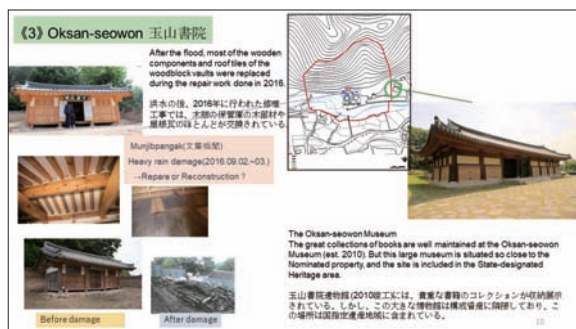 《3》Oksan-seowon 玉山書院
After the flood, most of the wooden
components and roof tiles of the
woodblock vaults were replaced
during the repair work done in 2016.
洪水の後、2016年に行われた修理
工事では、木版の保管庫の木部材や
屋根瓦のほとんどが交換されている。
Munjibpangak(文集板閣)
Heavy rain damage(2016.09.02.~03.)
→Repare or Reconstruction ?
Before damage
After damage
The Oksan-seowon Museum
The great collections of books are well maintained at the Oksan-seowon
Museum (est. 2010). But this large museum is situated so close to the
Nominated property, and the site is included in the State-designated
Heritage area.
玉山書院遺物館(2010竣工)には、貴重な書籍のコレクションが収納展示
されている。しかし、この大きな博物館は構成資産に隣接しており、こ
の場所は国指定遺産地域に含まれている。